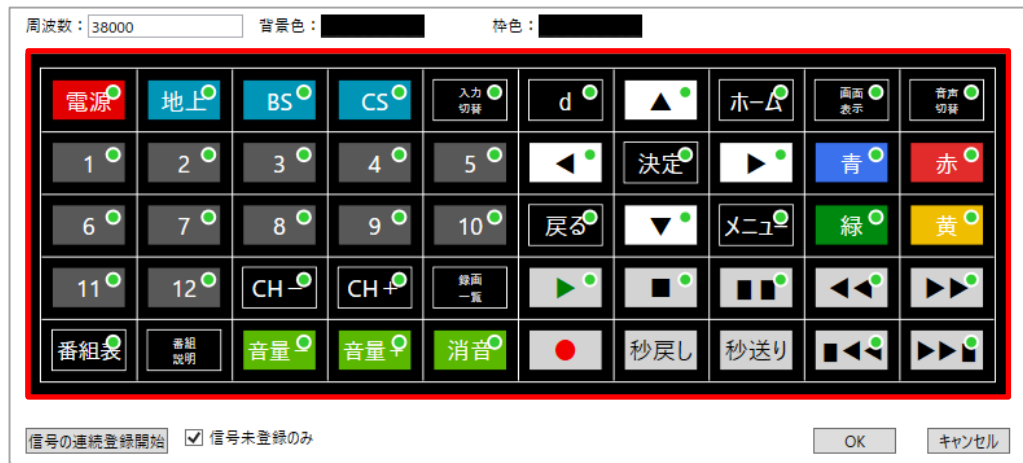 周波数：38000 背景色： 枠色：
電源 地上 BS CS 入力切替 d ▲ ホーム 画面表示 音声切替
1 2 3 4 5 ◀ 決定 ▶ 青 赤
6 7 8 9 10 戻る ▼ メニュー 緑 黄
11 12 CH－ CH＋ 録画一覧 ▶ ■ ▮▮ ◀◀ ▶▶
番組表 番組説明 音量－ 音量＋ 消音 ● 秒戻し 秒送り ▮◀◀ ▶▶▮
信号の連続登録開始 信号未登録のみ OK キャンセル